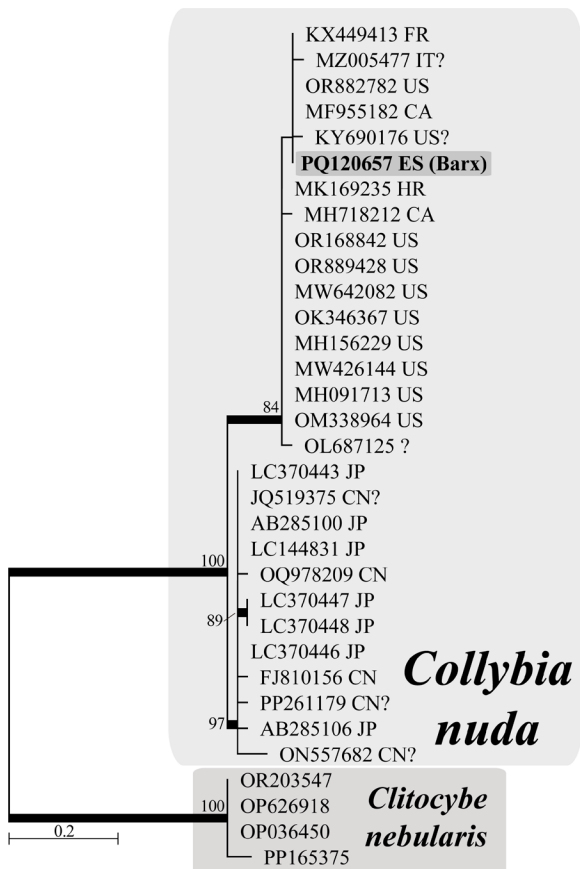 KX449413 FR
MZ005477 IT?
OR882782 US
MF955182 CA
KY690176 US?
PQ120657 ES (Barx)
MK169235 HR
MH718212 CA
OR168842 US
OR889428 US
MW642082 US
OK346367 US
MH156229 US
MW426144 US
MH091713 US
84
OM338964 US
OL687125 ?
LC370443 JP
JQ519375 CN?
AB285100 JP
LC144831 JP
100
OQ978209 CN
LC370447 JP
89
LC370448 JP
LC370446 JP
FJ810156 CN
PP261179 CN?
97
AB285106 JP
ON557682 CN?
Collybia
nuda
OR203547
100
OP626918
OP036450
PP165375
Clitocybe
nebularis
0.2